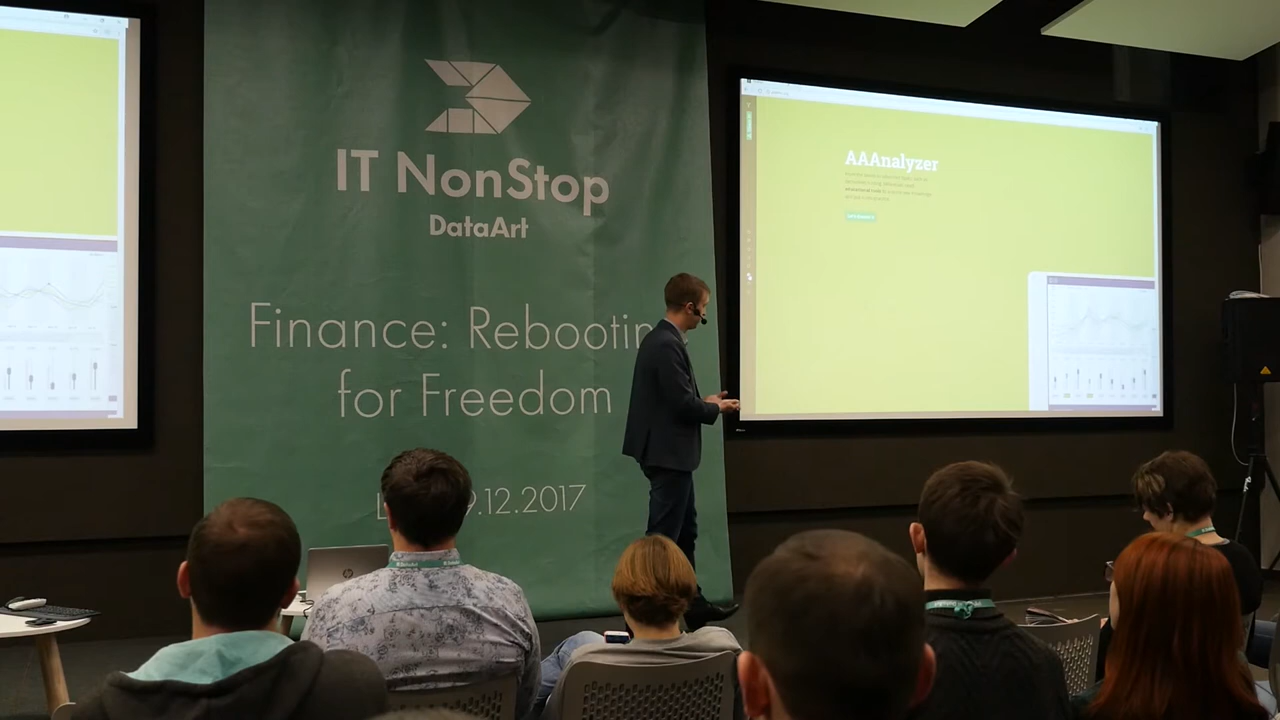 IT NonStop
DataArt
Finance: Rebootin
for Freedom
9.12.2017
AAAnalyzer